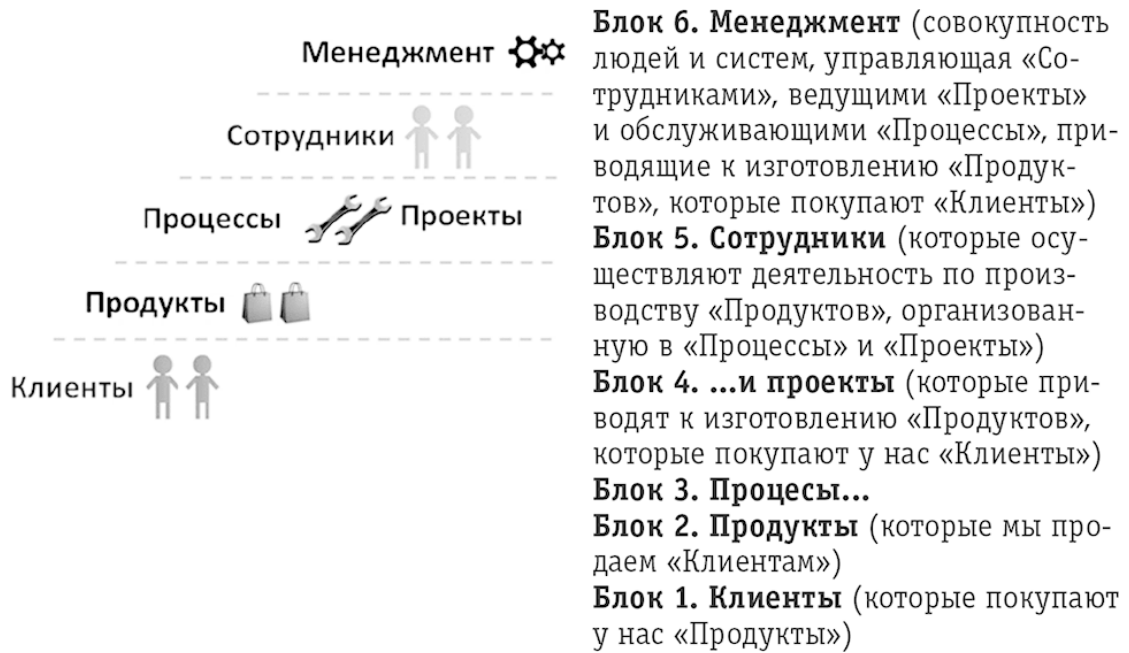 Менеджмент
Сотрудники
Процессы Проекты
Продукты
Клиенты
Блок 6. Менеджмент (совокупность
людей и систем, управляющая «Со-
трудниками», ведущими «Проекты»
и обслуживающими «Процессы», при-
водящие к изготовлению «Продук-
тов», которые покупают «Клиенты»)
Блок 5. Сотрудники (которые осу-
ществляют деятельность по произ-
водству «Продуктов», организован-
ную в «Процессы» и «Проекты»)
Блок 4. ...и проекты (которые при-
водят к изготовлению «Продуктов»,
которые покупают у нас «Клиенты»)
Блок 3. Процесы...
Блок 2. Продукты (которые мы про-
даем «Клиентам»)
Блок 1. Клиенты (которые покупают
у нас «Продукты»)